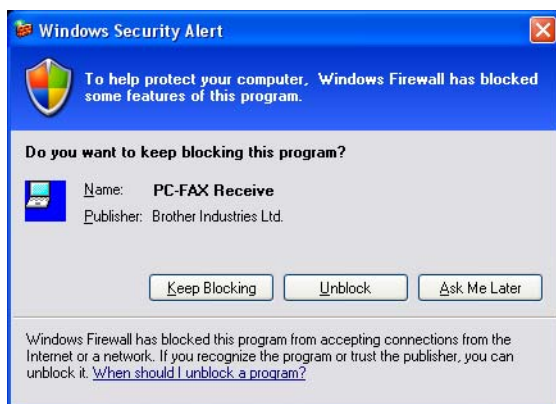 Windows Security Alert
To help protect your computer, Windows Firewall has blocked
some features of this program.
Do you want to keep blocking this program?
Name: PC-FAX Receive
Publisher: Brother Industries Ltd.
Keep Blocking Unblock Ask Me Later
Windows Firewall has blocked this program from accepting connections from the
Internet or a network. If you recognize the program or trust the publisher, you can
unblock it. When should I unblock a program?